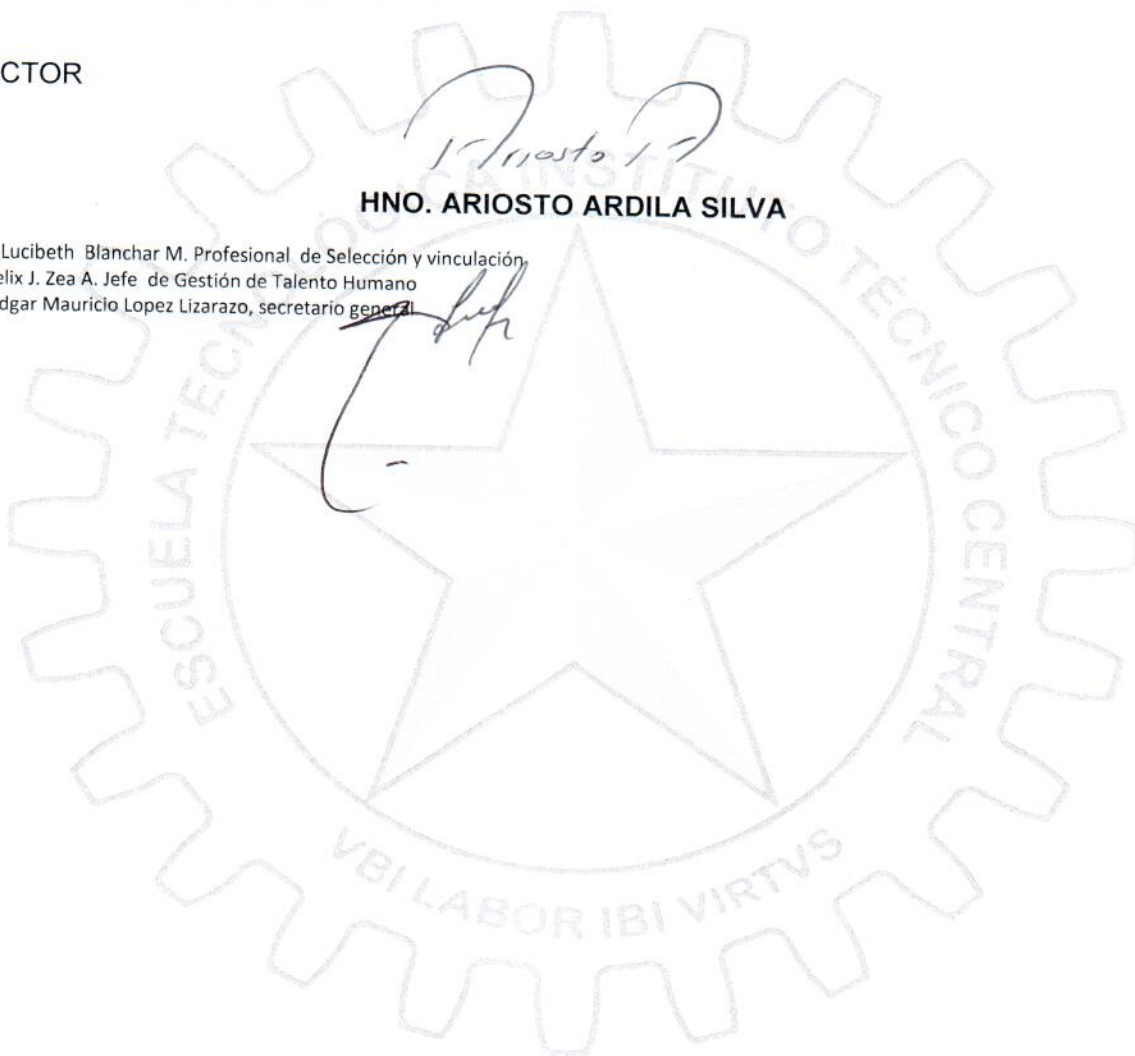 CTOR
Ariosto
HNO. ARIOSTO ARDILA SILVA
Lucibeth Blanchar M. Profesional de Selección y vinculación
elix J. Zea A. Jefe de Gestión de Talento Humano
dgar Mauricio Lopez Lizarazo, secretario general
ESCUELA TECNOLÓGICA INSTITUTO TÉCNICO CENTRAL
VBI LABOR IBI VIRTVS